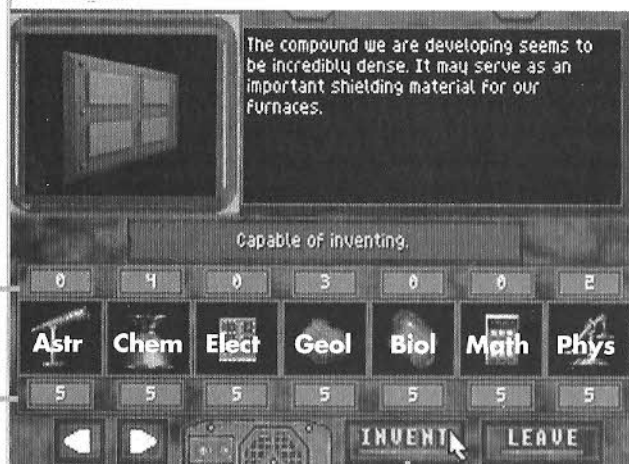 The compound we are developing seems to
be incredibly dense. It may serve as an
important shielding material for our
furnaces.
Capable of inventing.
0 4 0 3 0 0 2
Astr Chem Elect Geol Biol Math Phys
5 5 5 5 5 5 5
INVENT LEAVE